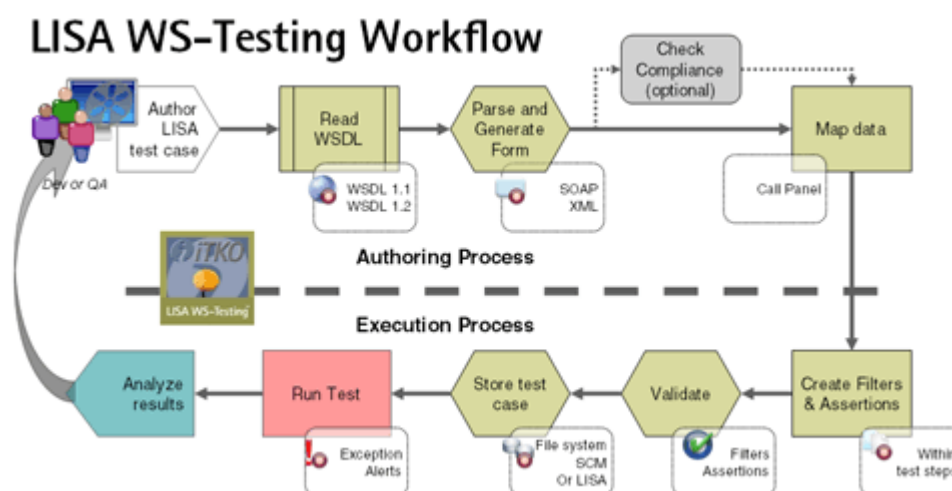 LISA WS-Testing Workflow
Author
LISA
test case
Dev or QA
Read
WSDL
WSDL 1.1
WSDL 1.2
Parse and
Generate
Form
SOAP
XML
Check
Compliance
(optional)
Map data
Call Panel
Authoring Process
iTKO
LISA WS-Testing
Execution Process
Analyze
results
Run Test
Exception
Alerts
Store test
case
File system
SCM
Or LISA
Validate
Filters
Assertions
Create Filters
& Assertions
Within
test steps